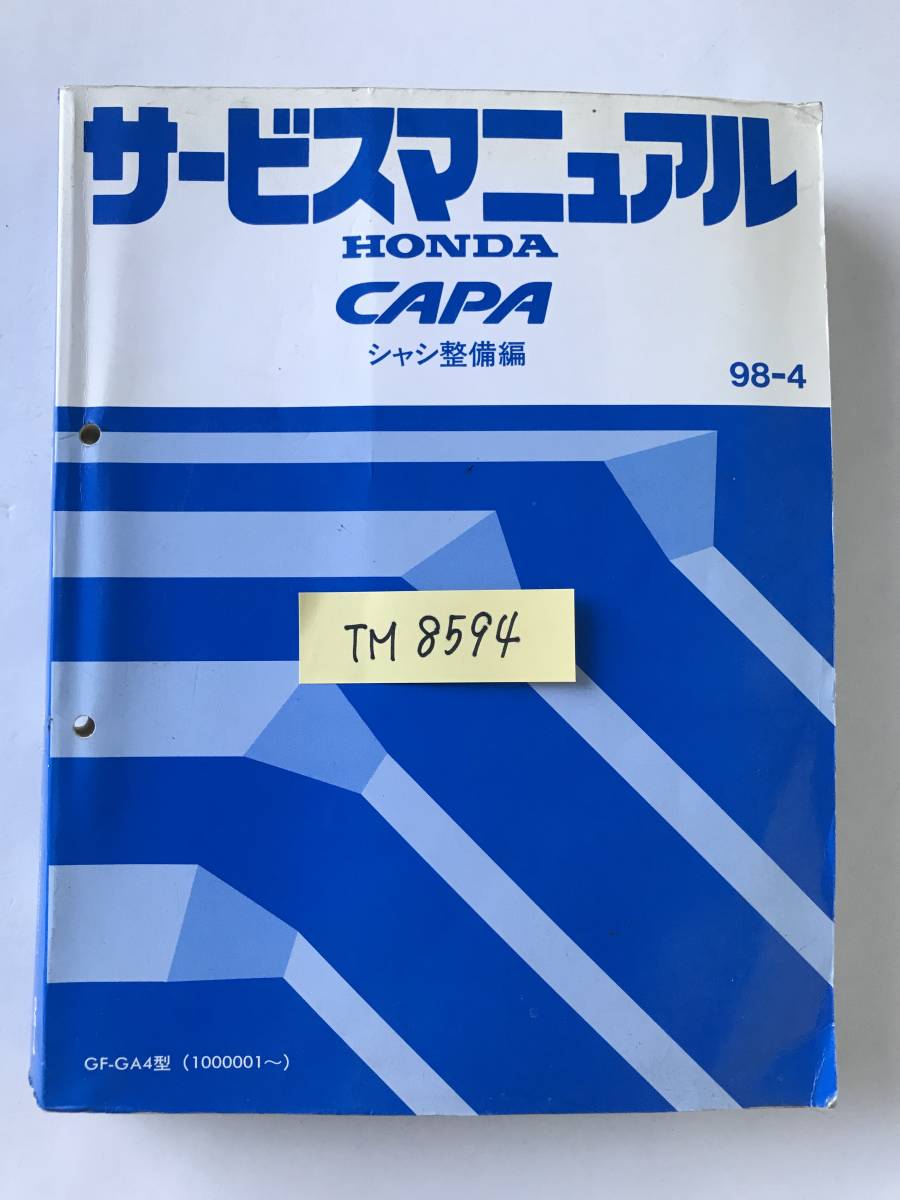 サービスマニュアル
HONDA
CAPA
シャシ整備編
98-4
TM 8594
GF-GA4型 (1000001～)